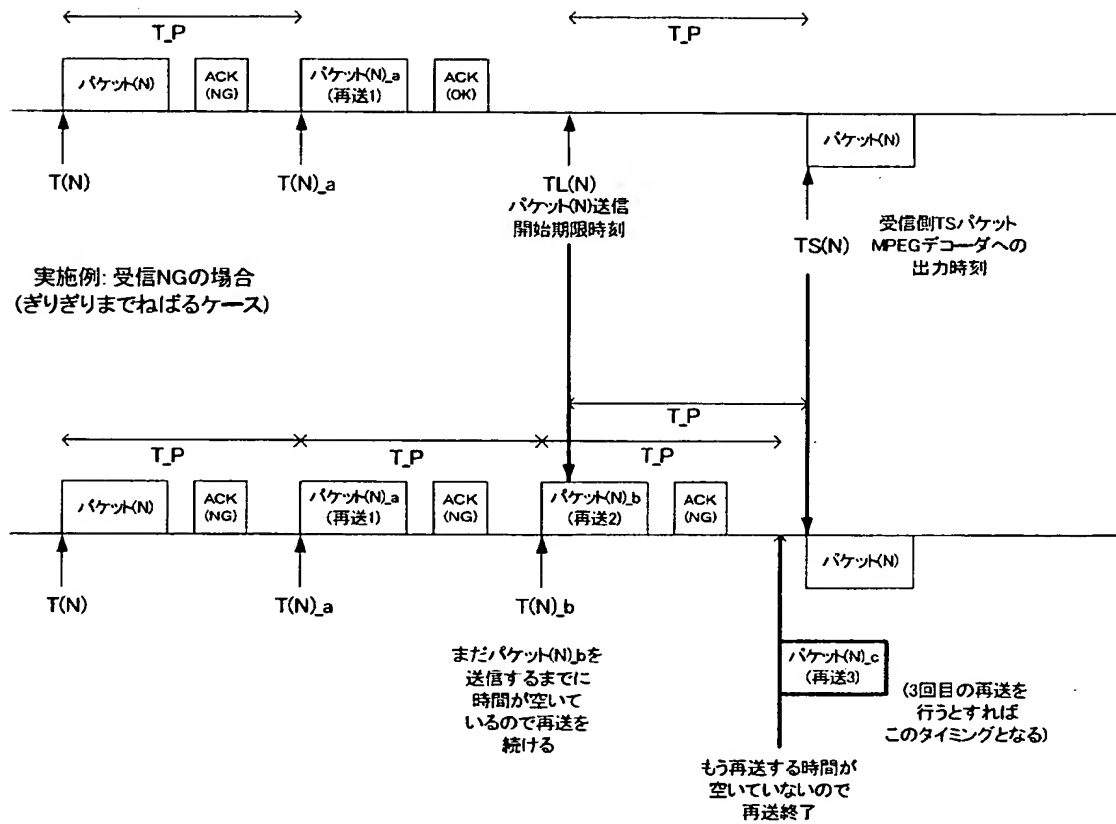 T_P
T_P
パケット(N)
ACK
(NG)
パケット(N)_a
(再送1)
ACK
(OK)
パケット(N)
T(N)
T(N)_a
TL(N)
パケット(N)送信
開始期限時刻
TS(N)
受信側TSパケット
MPEGデコーダへの
出力時刻
実施例: 受信NGの場合
(ぎりぎりまでねばるケース)
T_P
T_P
T_P
T_P
パケット(N)
ACK
(NG)
パケット(N)_a
(再送1)
ACK
(NG)
パケット(N)_b
(再送2)
ACK
(NG)
パケット(N)
T(N)
T(N)_a
T(N)_b
まだパケット(N)_bを
送信するまでに
時間が空いて
いるので再送を
続ける
パケット(N)_c
(再送3)
(3回目の再送を
行うとすれば
このタイミングとなる)
もう再送する時間が
空いていないので
再送終了